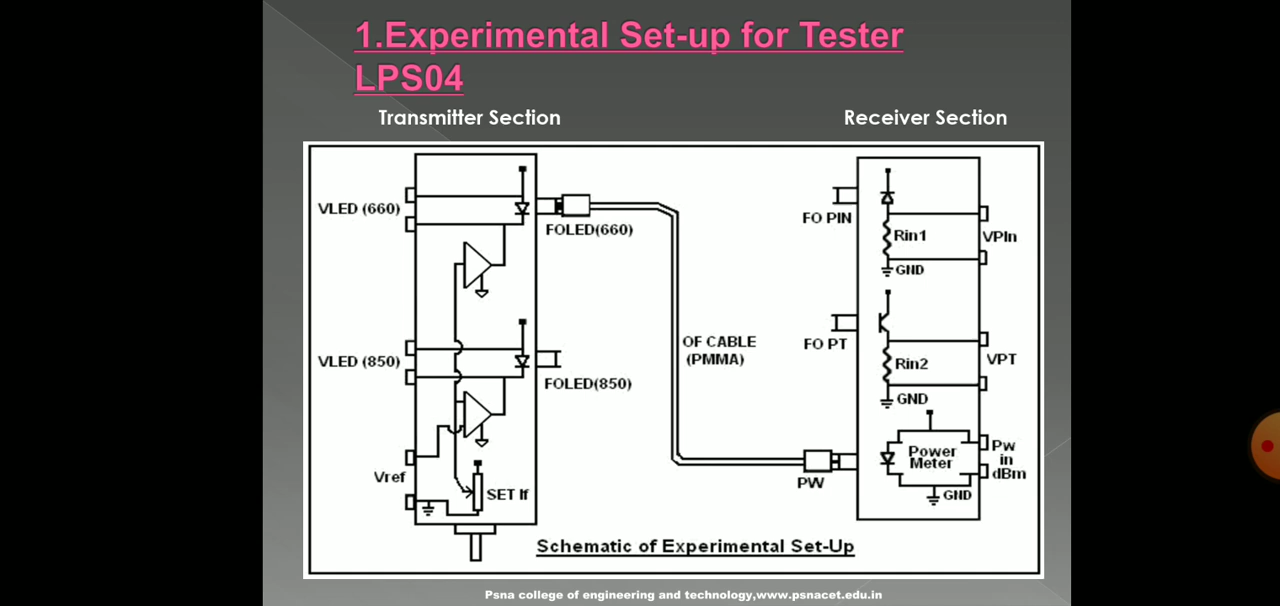 1.Experimental Set-up for Tester
LPS04
Transmitter Section
Receiver Section
VLED (660)
FOLED(660)
VLED (850)
FOLED(850)
Vref
SET If
OF CABLE
(PMMA)
PW
FO PIN
Rin1
GND
VPIn
FO PT
Rin2
GND
VPT
Power
Meter
GND
Pw
in
dBm
Schematic of Experimental Set-Up
Psna college of engineering and technology,www.psnacet.edu.in